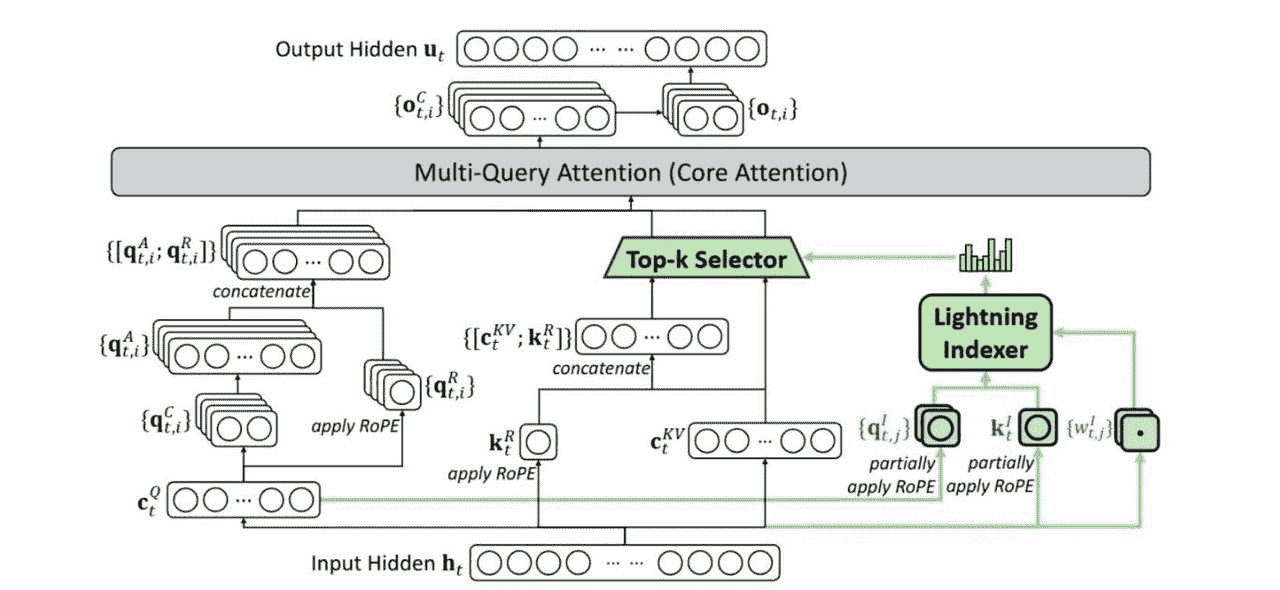 Output Hidden u_t
··· ···
{o^C_{t,i}}
···
{o_{t,i}}
Multi-Query Attention (Core Attention)
{[q^A_{t,i}; q^R_{t,i}]}
···
concatenate
Top-k Selector
Lightning
Indexer
{q^A_{t,i}}
···
{q^R_{t,i}}
{[c^{KV}_t; k^R_t]}
···
concatenate
{q^C_{t,i}}
apply RoPE
k^R_t
apply RoPE
c^{KV}_t
···
{q^I_{t,j}}
partially
apply RoPE
k^I_t
partially
apply RoPE
{w^I_{t,j}}
c^Q_t
···
Input Hidden h_t
··· ···